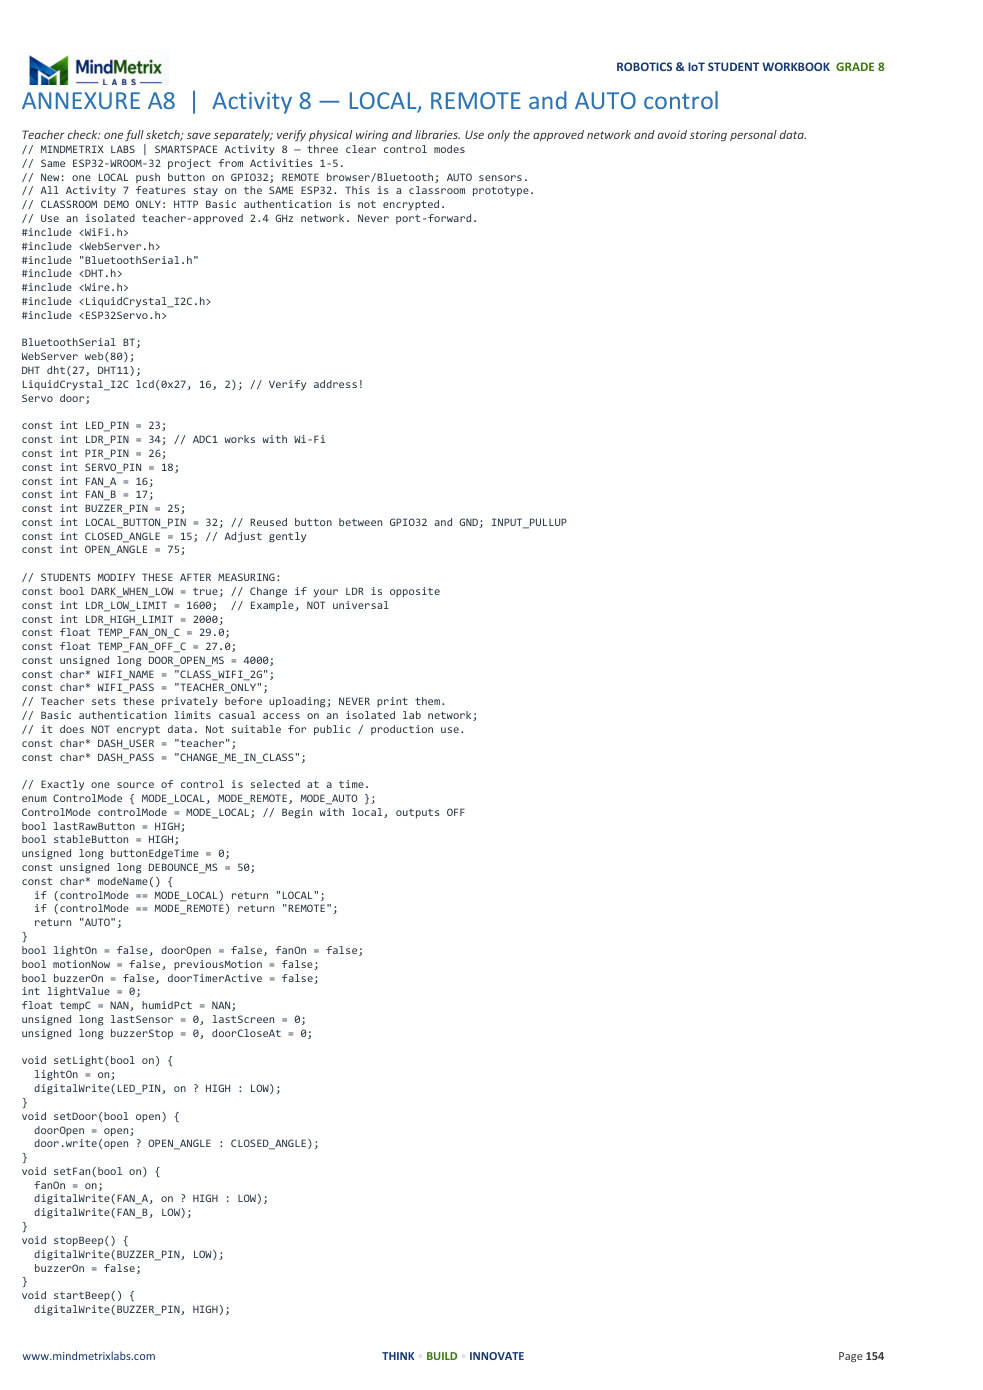 MindMetrix
LABS
ROBOTICS & IoT STUDENT WORKBOOK GRADE 8
ANNEXURE A8 | Activity 8 — LOCAL, REMOTE and AUTO control
Teacher check: one full sketch; save separately; verify physical wiring and libraries. Use only the approved network and avoid storing personal data.
// MINDMETRIX LABS | SMARTSPACE Activity 8 — three clear control modes
// Same ESP32-WROOM-32 project from Activities 1-5.
// New: one LOCAL push button on GPIO32; REMOTE browser/Bluetooth; AUTO sensors.
// All Activity 7 features stay on the SAME ESP32. This is a classroom prototype.
// CLASSROOM DEMO ONLY: HTTP Basic authentication is not encrypted.
// Use an isolated teacher-approved 2.4 GHz network. Never port-forward.
#include <WiFi.h>
#include <WebServer.h>
#include "BluetoothSerial.h"
#include <DHT.h>
#include <Wire.h>
#include <LiquidCrystal_I2C.h>
#include <ESP32Servo.h>

BluetoothSerial BT;
WebServer web(80);
DHT dht(27, DHT11);
LiquidCrystal_I2C lcd(0x27, 16, 2); // Verify address!
Servo door;

const int LED_PIN = 23;
const int LDR_PIN = 34; // ADC1 works with Wi-Fi
const int PIR_PIN = 26;
const int SERVO_PIN = 18;
const int FAN_A = 16;
const int FAN_B = 17;
const int BUZZER_PIN = 25;
const int LOCAL_BUTTON_PIN = 32; // Reused button between GPIO32 and GND; INPUT_PULLUP
const int CLOSED_ANGLE = 15; // Adjust gently
const int OPEN_ANGLE = 75;

// STUDENTS MODIFY THESE AFTER MEASURING:
const bool DARK_WHEN_LOW = true; // Change if your LDR is opposite
const int LDR_LOW_LIMIT = 1600;  // Example, NOT universal
const int LDR_HIGH_LIMIT = 2000;
const float TEMP_FAN_ON_C = 29.0;
const float TEMP_FAN_OFF_C = 27.0;
const unsigned long DOOR_OPEN_MS = 4000;
const char* WIFI_NAME = "CLASS_WIFI_2G";
const char* WIFI_PASS = "TEACHER_ONLY";
// Teacher sets these privately before uploading; NEVER print them.
// Basic authentication limits casual access on an isolated lab network;
// it does NOT encrypt data. Not suitable for public / production use.
const char* DASH_USER = "teacher";
const char* DASH_PASS = "CHANGE_ME_IN_CLASS";

// Exactly one source of control is selected at a time.
enum ControlMode { MODE_LOCAL, MODE_REMOTE, MODE_AUTO };
ControlMode controlMode = MODE_LOCAL; // Begin with local, outputs OFF
bool lastRawButton = HIGH;
bool stableButton = HIGH;
unsigned long buttonEdgeTime = 0;
const unsigned long DEBOUNCE_MS = 50;
const char* modeName() {
  if (controlMode == MODE_LOCAL) return "LOCAL";
  if (controlMode == MODE_REMOTE) return "REMOTE";
  return "AUTO";
}
bool lightOn = false, doorOpen = false, fanOn = false;
bool motionNow = false, previousMotion = false;
bool buzzerOn = false, doorTimerActive = false;
int lightValue = 0;
float tempC = NAN, humidPct = NAN;
unsigned long lastSensor = 0, lastScreen = 0;
unsigned long buzzerStop = 0, doorCloseAt = 0;

void setLight(bool on) {
  lightOn = on;
  digitalWrite(LED_PIN, on ? HIGH : LOW);
}
void setDoor(bool open) {
  doorOpen = open;
  door.write(open ? OPEN_ANGLE : CLOSED_ANGLE);
}
void setFan(bool on) {
  fanOn = on;
  digitalWrite(FAN_A, on ? HIGH : LOW);
  digitalWrite(FAN_B, LOW);
}
void stopBeep() {
  digitalWrite(BUZZER_PIN, LOW);
  buzzerOn = false;
}
void startBeep() {
  digitalWrite(BUZZER_PIN, HIGH);
www.mindmetrixlabs.com
THINK • BUILD • INNOVATE
Page 154